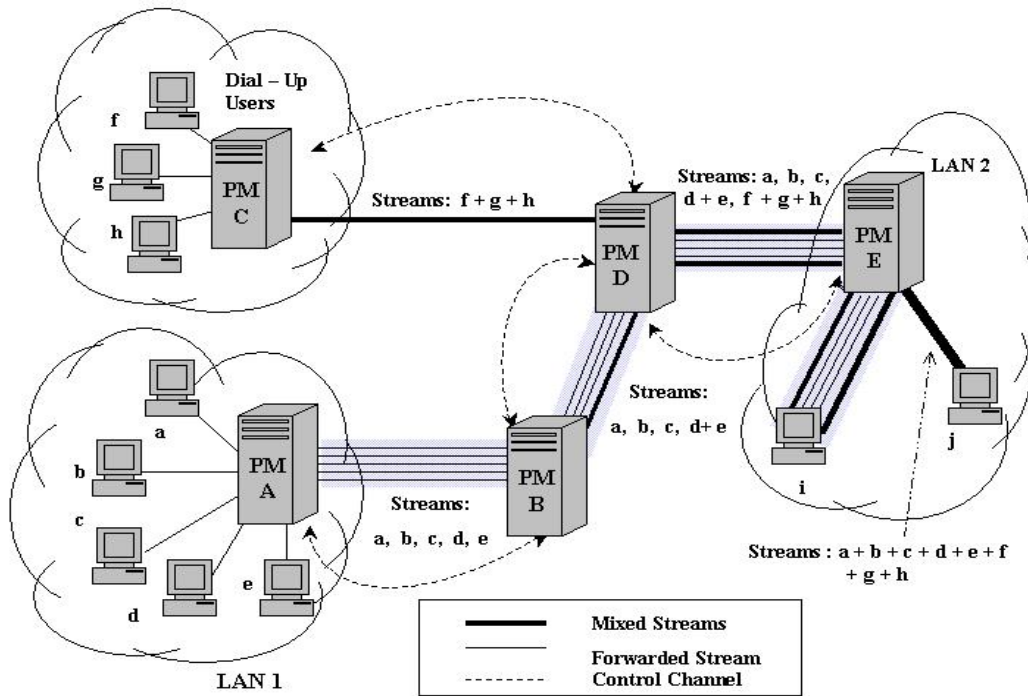 Dial – Up
Users
f
g
h
PM
C
Streams: f + g + h
Streams: a, b, c,
d + e, f + g + h
LAN 2
PM
D
PM
E
Streams:
a, b, c, d+ e
i
j
a
b
c
d
e
PM
A
PM
B
Streams:
a, b, c, d, e
Streams : a + b + c + d + e + f
+ g + h
LAN 1
Mixed Streams
Forwarded Stream
Control Channel